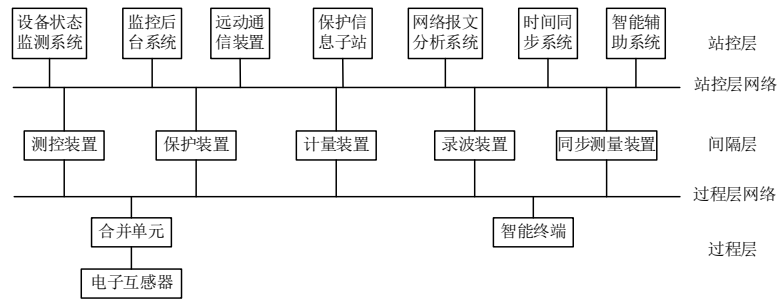 设备状态
监测系统
监控后
台系统
远动通
信装置
保护信
息子站
网络报文
分析系统
时间同
步系统
智能辅
助系统
站控层
站控层网络
测控装置
保护装置
计量装置
录波装置
同步测量装置
间隔层
过程层网络
合并单元
智能终端
过程层
电子互感器